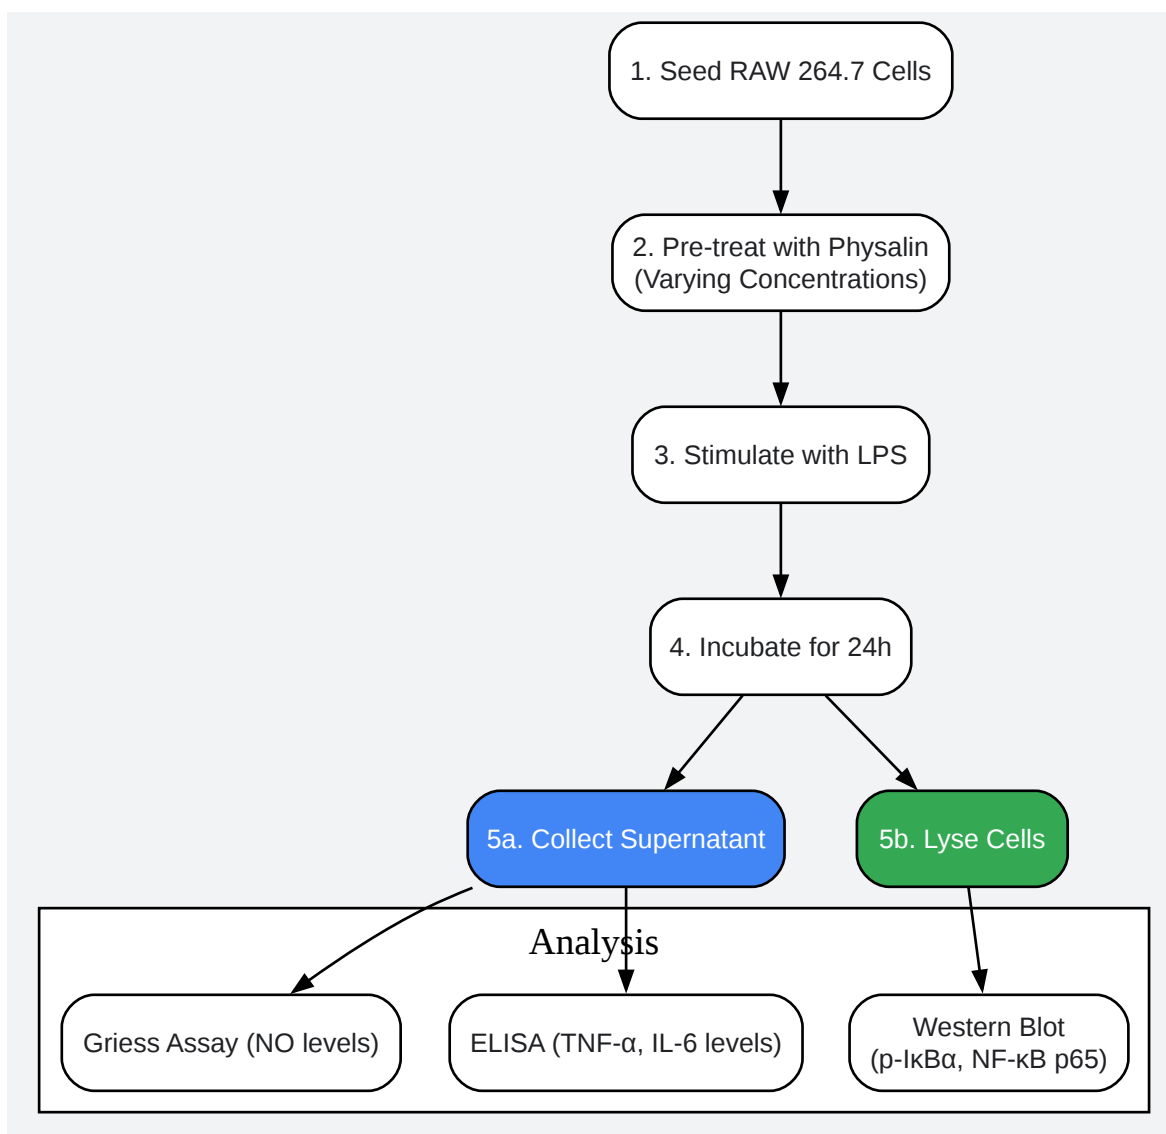 1. Seed RAW 264.7 Cells
2. Pre-treat with Physalin
(Varying Concentrations)
3. Stimulate with LPS
4. Incubate for 24h
5a. Collect Supernatant
5b. Lyse Cells
Analysis
Griess Assay (NO levels)
ELISA (TNF-α, IL-6 levels)
Western Blot
(p-IκBα, NF-κB p65)